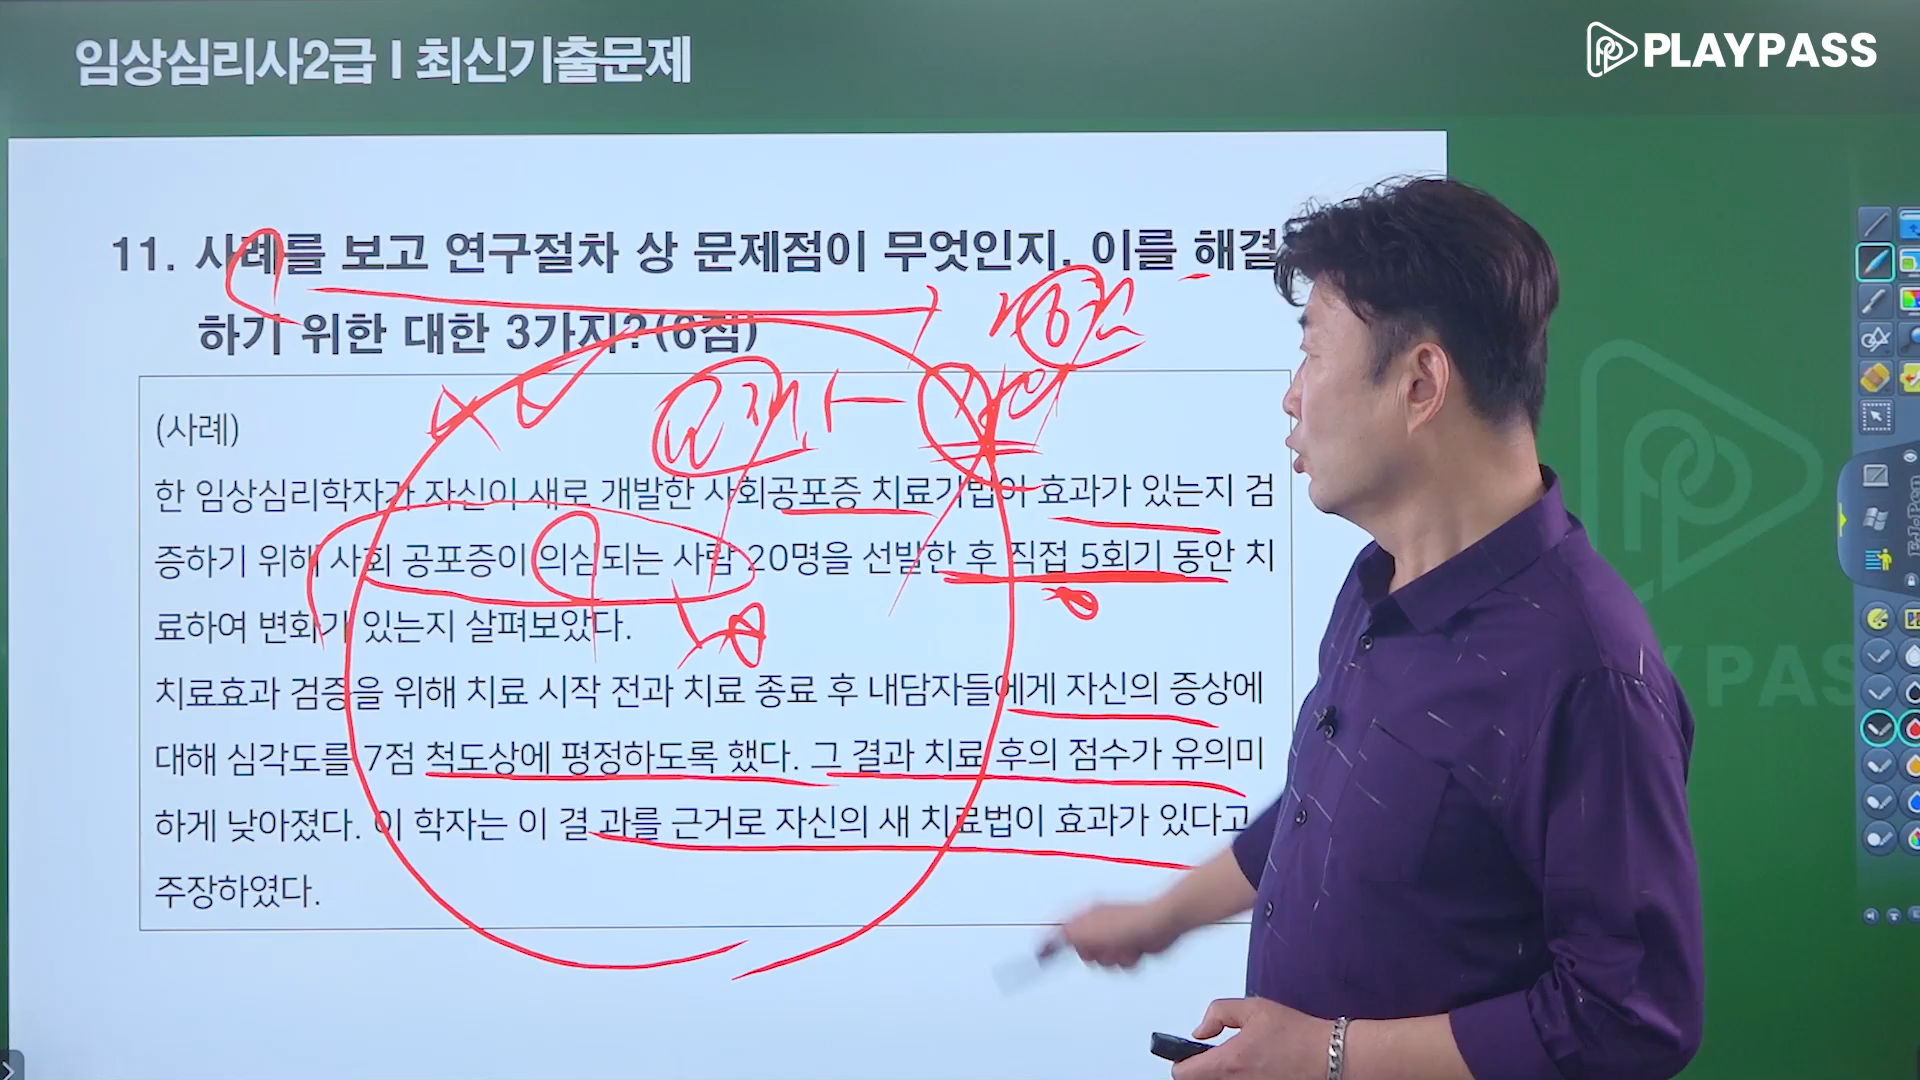 임상심리사2급 I 최신기출문제
PLAYPASS
11. 사례를 보고 연구절차 상 문제점이 무엇인지. 이를 해결
하기 위한 대한 3가지?(6점)
(사례)
한 임상심리학자가 자신이 새로 개발한 사회공포증 치료기법이 효과가 있는지 검
증하기 위해 사회 공포증이 의심되는 사람 20명을 선발한 후 직접 5회기 동안 치
료하여 변화가 있는지 살펴보았다.
치료효과 검증을 위해 치료 시작 전과 치료 종료 후 내담자들에게 자신의 증상에
대해 심각도를 7점 척도상에 평정하도록 했다. 그 결과 치료 후의 점수가 유의미
하게 낮아졌다. 이 학자는 이 결 과를 근거로 자신의 새 치료법이 효과가 있다고
주장하였다.